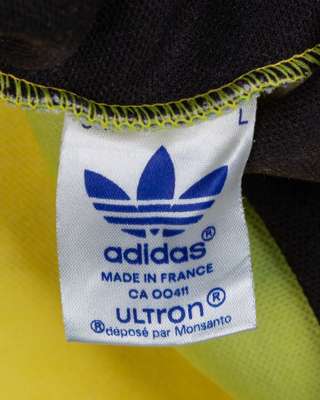 L
adidas®
MADE IN FRANCE
CA 00411
ULTRON®
®déposé par Monsanto